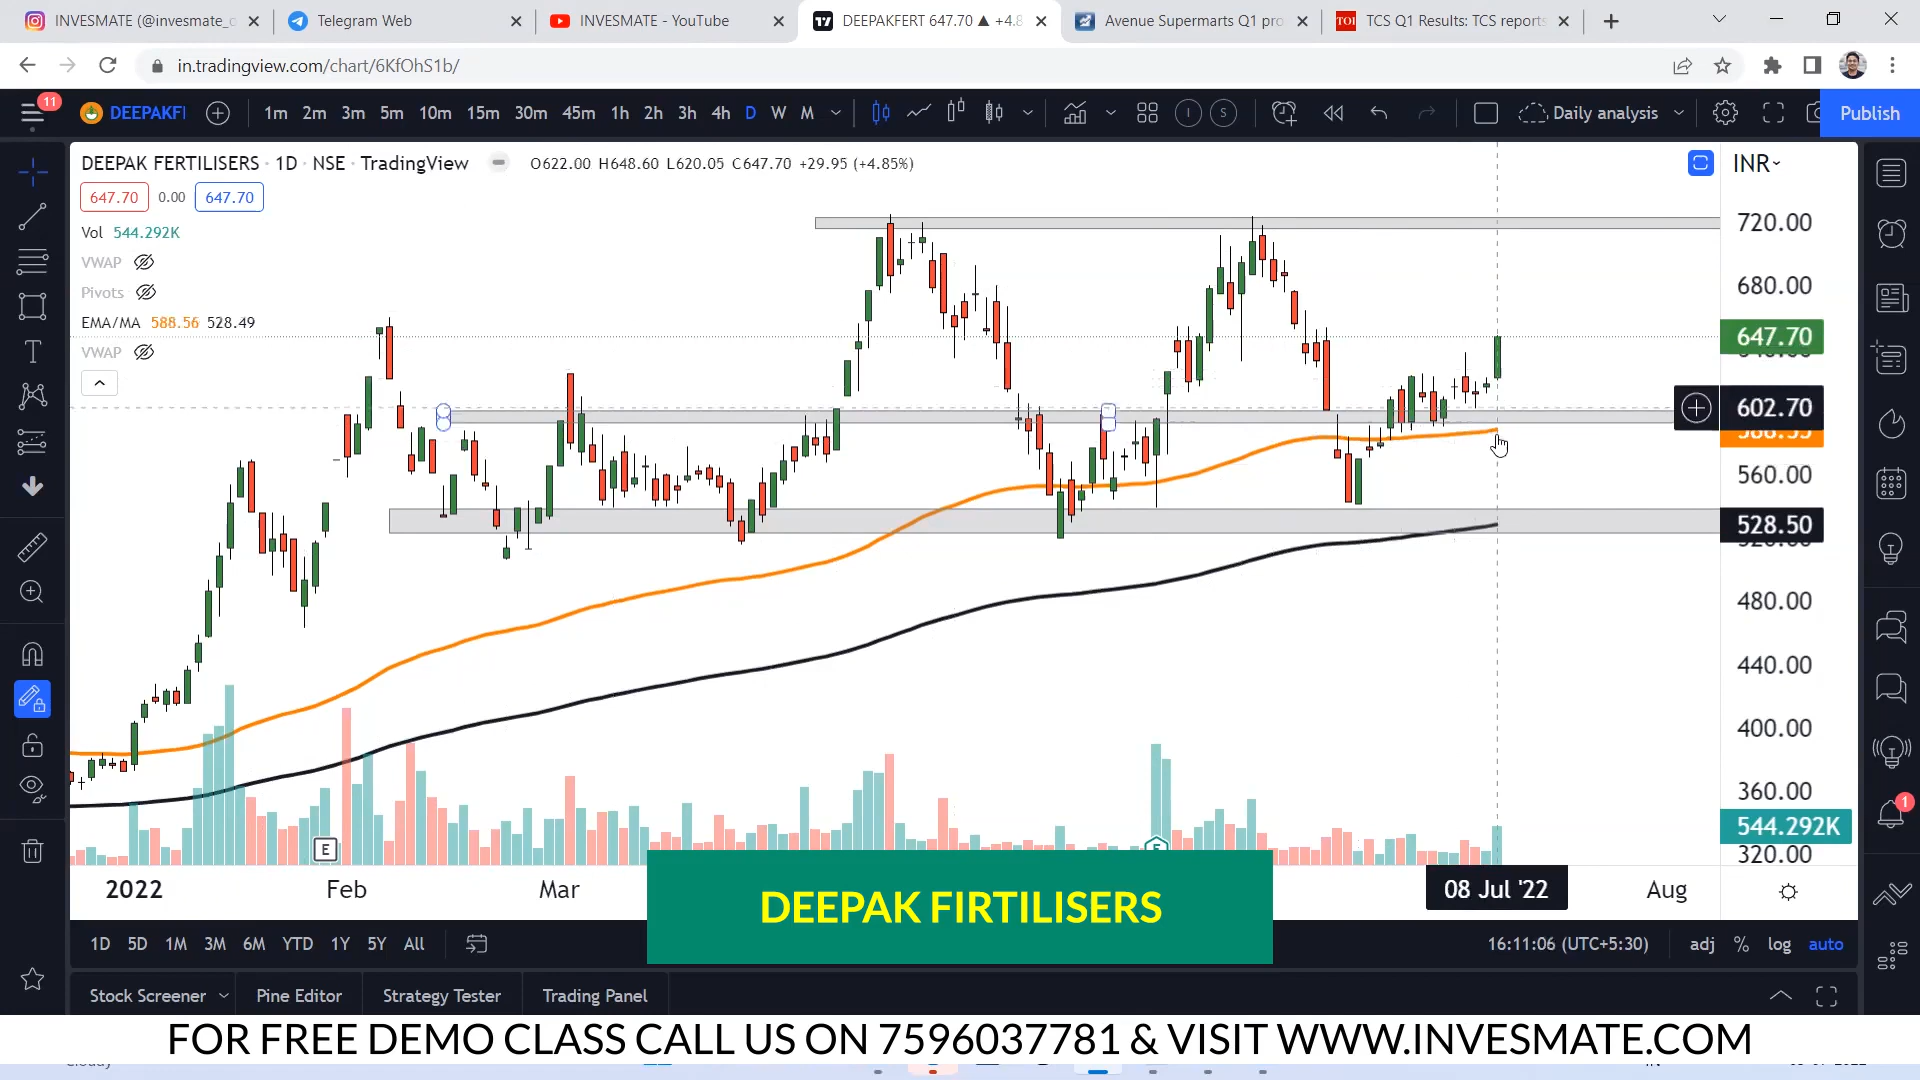 INVESMATE (@invesmate_
Telegram Web
INVESMATE - YouTube
DEEPAKFERT 647.70 ▲ +4.8
Avenue Supermarts Q1 pro
TOI TCS Q1 Results: TCS reports
in.tradingview.com/chart/6KfOhS1b/
11
DEEPAKFI
1m 2m 3m 5m 10m 15m 30m 45m 1h 2h 3h 4h D W M
I S
Daily analysis
Publish
DEEPAK FERTILISERS · 1D · NSE · TradingView
O622.00 H648.60 L620.05 C647.70 +29.95 (+4.85%)
INR
647.70 0.00 647.70
Vol 544.292K
VWAP
Pivots
EMA/MA 588.56 528.49
VWAP
720.00
680.00
647.70
602.70
560.00
528.50
480.00
440.00
400.00
360.00
544.292K
320.00
E
E
2022 Feb Mar 08 Jul '22 Aug
DEEPAK FIRTILISERS
1D 5D 1M 3M 6M YTD 1Y 5Y All
16:11:06 (UTC+5:30) adj % log auto
Stock Screener Pine Editor Strategy Tester Trading Panel
1
FOR FREE DEMO CLASS CALL US ON 7596037781 & VISIT WWW.INVESMATE.COM